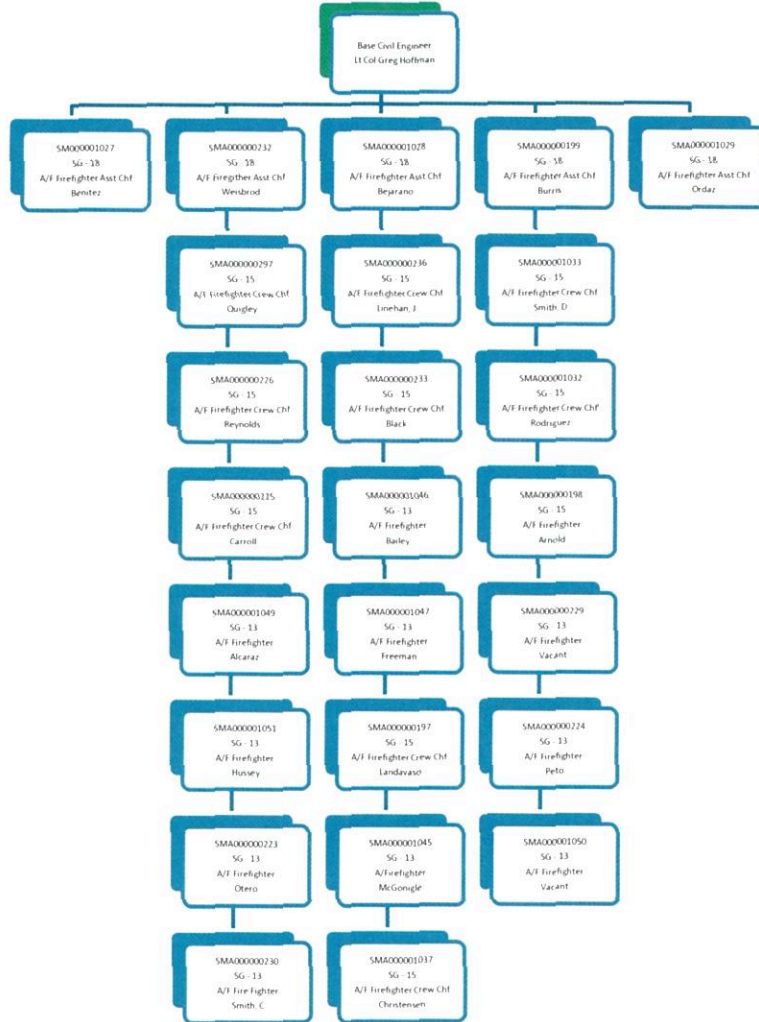 Base Civil Engineer
Lt Col Greg Hoffman
SM000001027
SG - 18
A/F Firefighter Asst Chf
Benitez
SMA000000232
SG - 18
A/F Firegither Asst Chf
Weisbrod
SMA000001028
SG - 18
A/F Firefighter Asst Chf
Bejarano
SMA000000199
SG - 18
A/F Firefighter Asst Chf
Burris
SMA000001029
SG - 18
A/F Firefighter Asst Chf
Ordaz
SMA000000297
SG - 15
A/F Firefighter Crew Chf
Quigley
SMA000000236
SG - 15
A/F Firefighter Crew Chf
Linehan, J
SMA000001033
SG - 15
A/F Firefighter Crew Chf
Smith, D
SMA000000226
SG - 15
A/F Firefighter Crew Chf
Reynolds
SMA000000233
SG - 15
A/F Firefighter Crew Chf
Black
SMA000001032
SG - 15
A/F Firefighter Crew Chf
Rodriguez
SMA000000225
SG - 15
A/F Firefighter Crew Chf
Carroll
SMA000001046
SG - 13
A/F Firefighter
Bailey
SMA000000198
SG - 15
A/F Firefighter
Arnold
SMA000001049
SG - 13
A/F Firefighter
Alcaraz
SMA000001047
SG - 13
A/F Firefighter
Freeman
SMA000000229
SG - 13
A/F Firefighter
Vacant
SMA000001051
SG - 13
A/F Firefighter
Hussey
SMA000000197
SG - 15
A/F Firefighter Crew Chf
Landavaso
SMA000000224
SG - 13
A/F Firefighter
Peto
SMA000000223
SG - 13
A/F Firefighter
Otero
SMA000001045
SG - 13
A/Firefighter
McGonigle
SMA000001050
SG - 13
A/F Firefighter
Vacant
SMA000000230
SG - 13
A/F Fire Fighter
Smith, C
SMA000001037
SG - 15
A/F Firefighter Crew Chf
Christensen